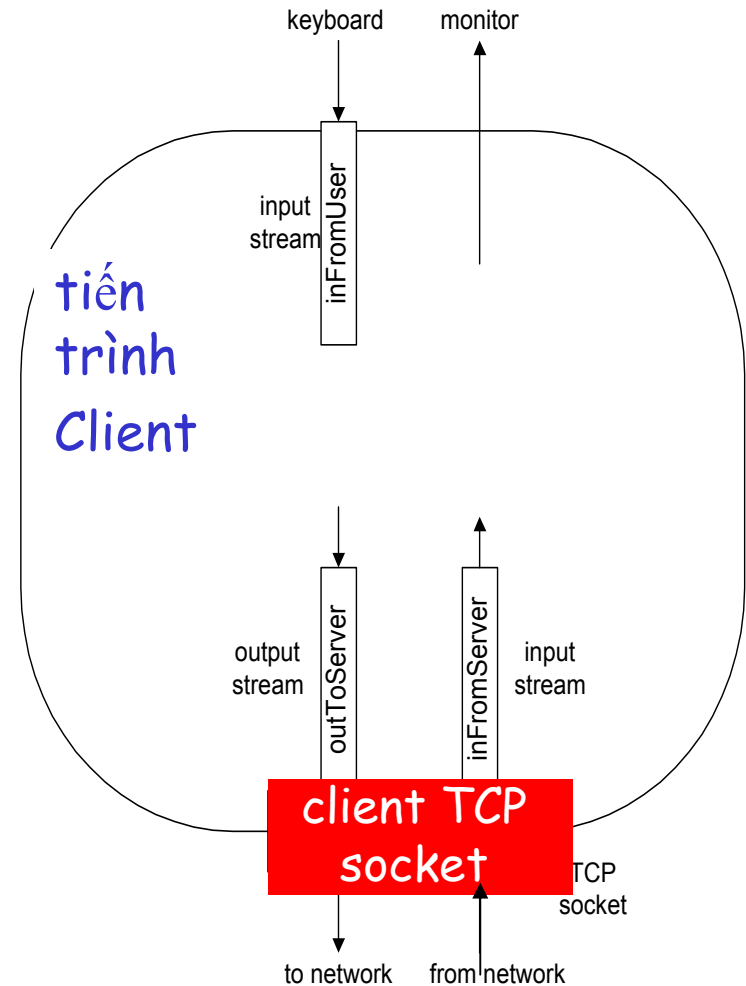 keyboard
monitor
input
stream
inFromUser
tiến
trình
Client
output
stream
outToServer
inFromServer
input
stream
client TCP
socket
TCP
socket
to network
from network